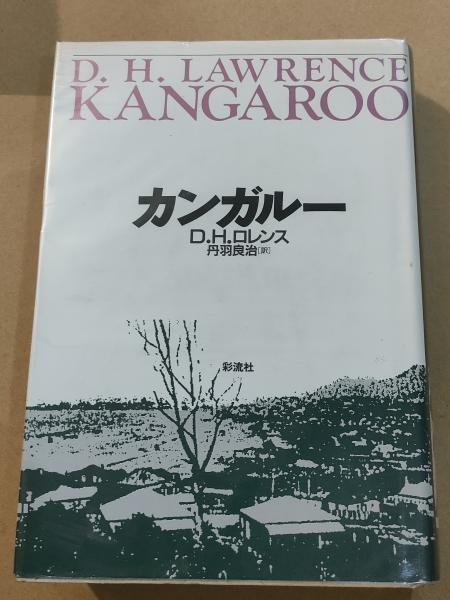 D. H. LAWRENCE
KANGAROO
カンガルー
D.H.ロレンス
丹羽良治[訳]
彩流社